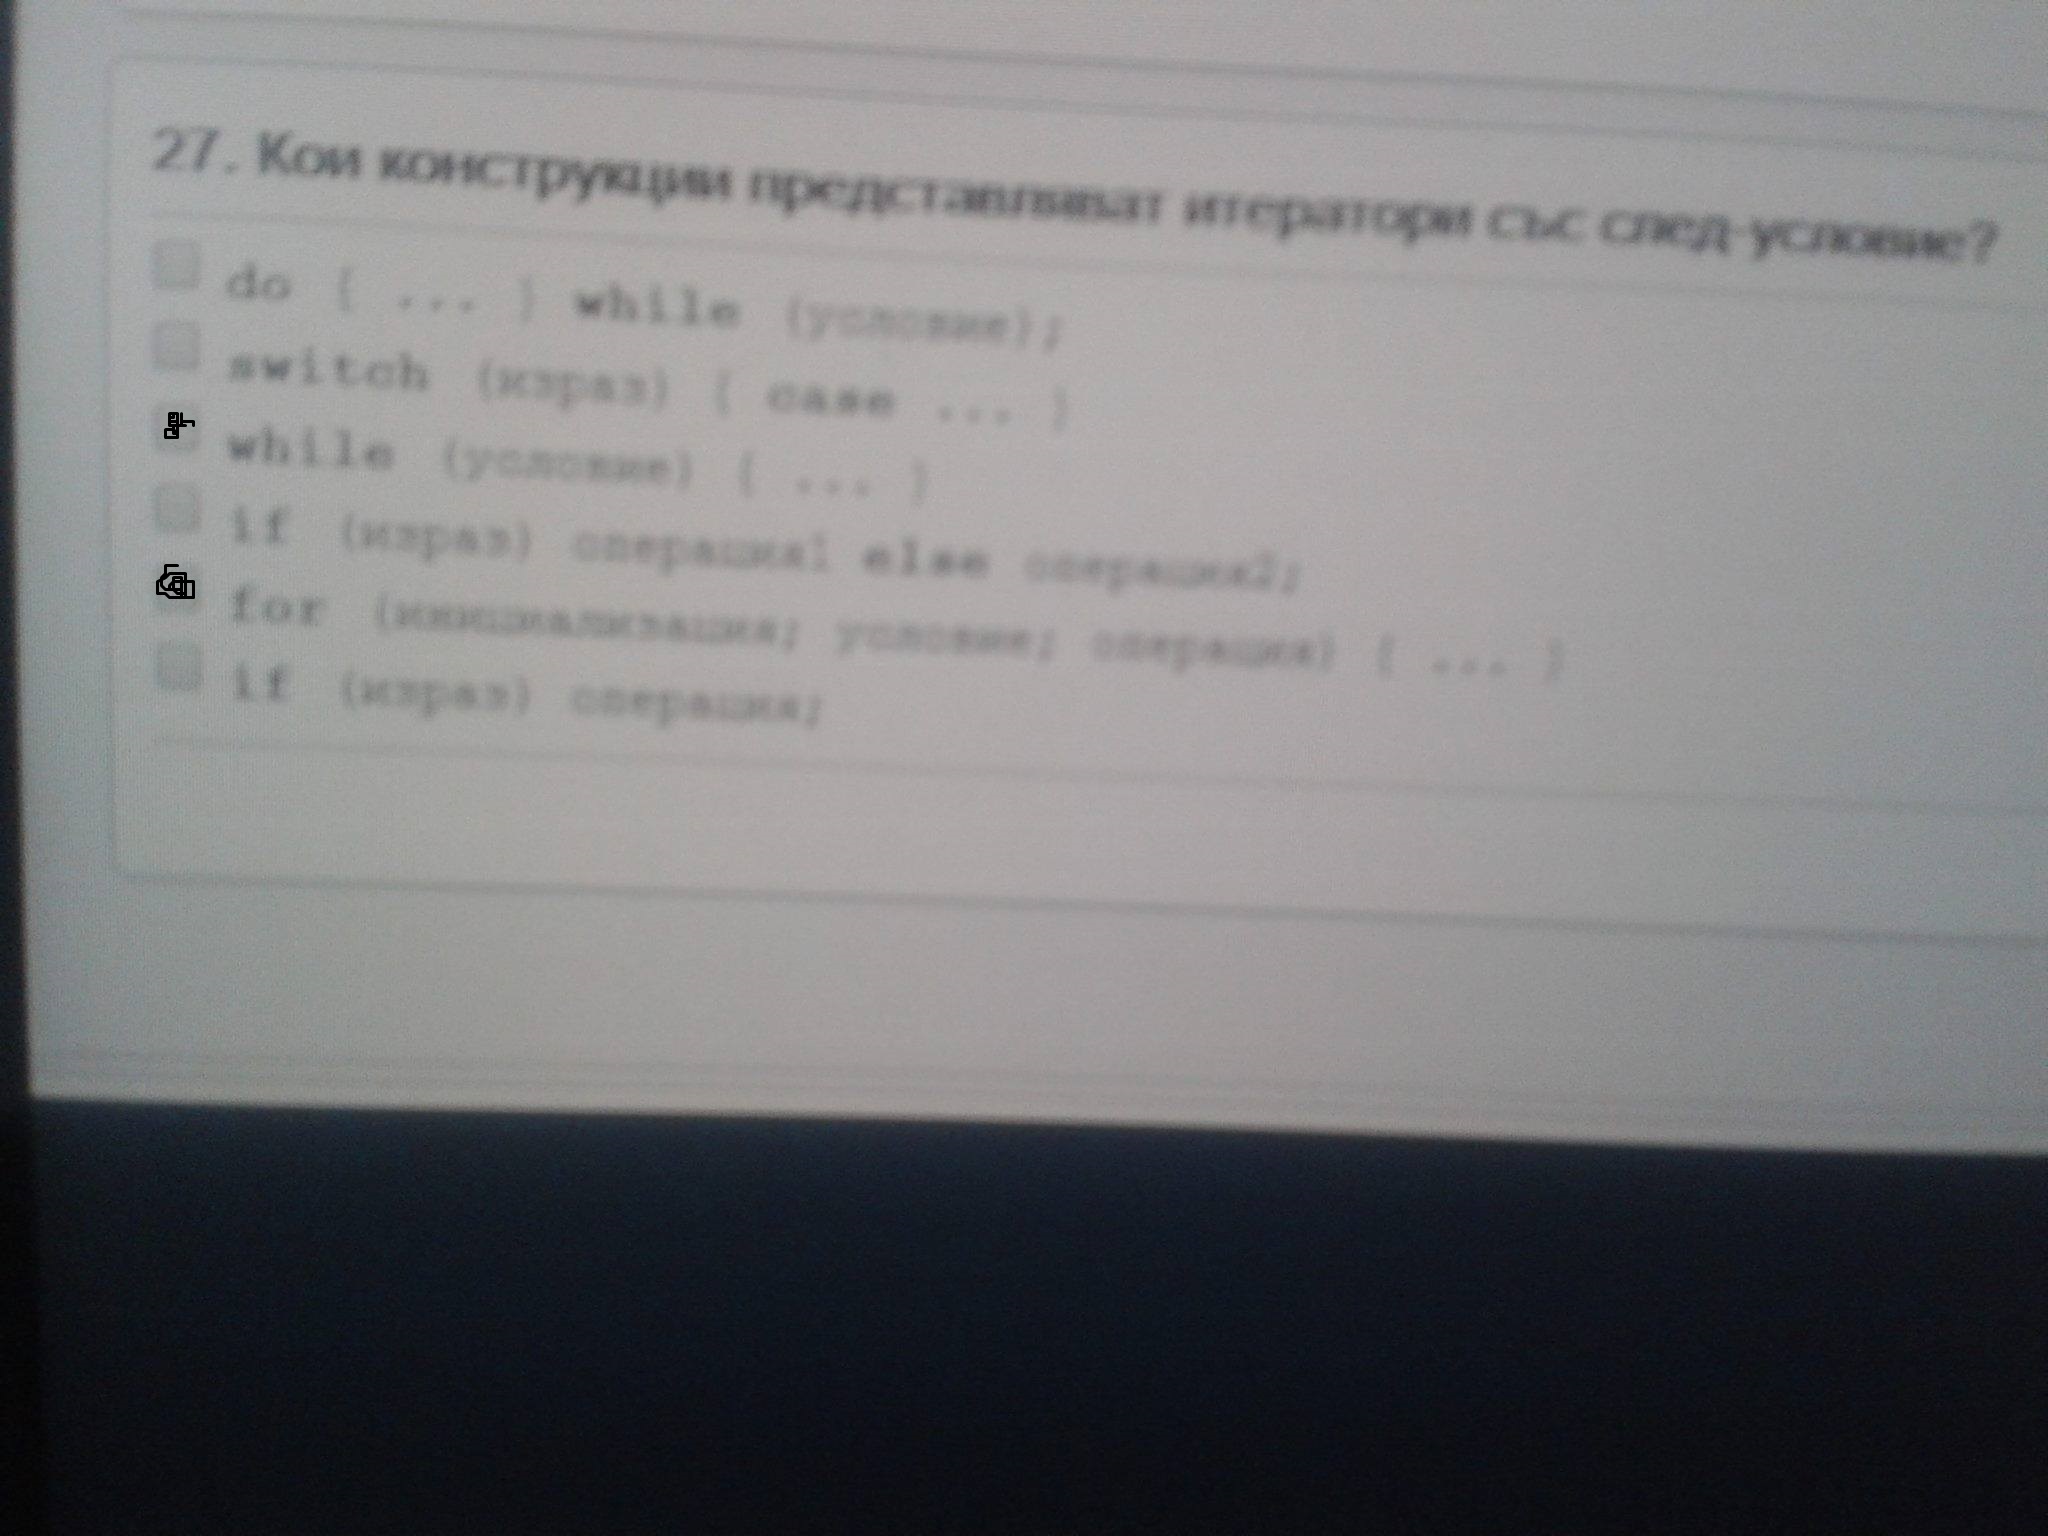 27. Кои конструкции представляват итератори със след-условие?
do { ... } while (условие);
switch (израз) { case ... }
while (условие) { ... }
if (израз) операция1 else операция2;
for (инициализация; условие; операция) { ... }
if (израз) операция;